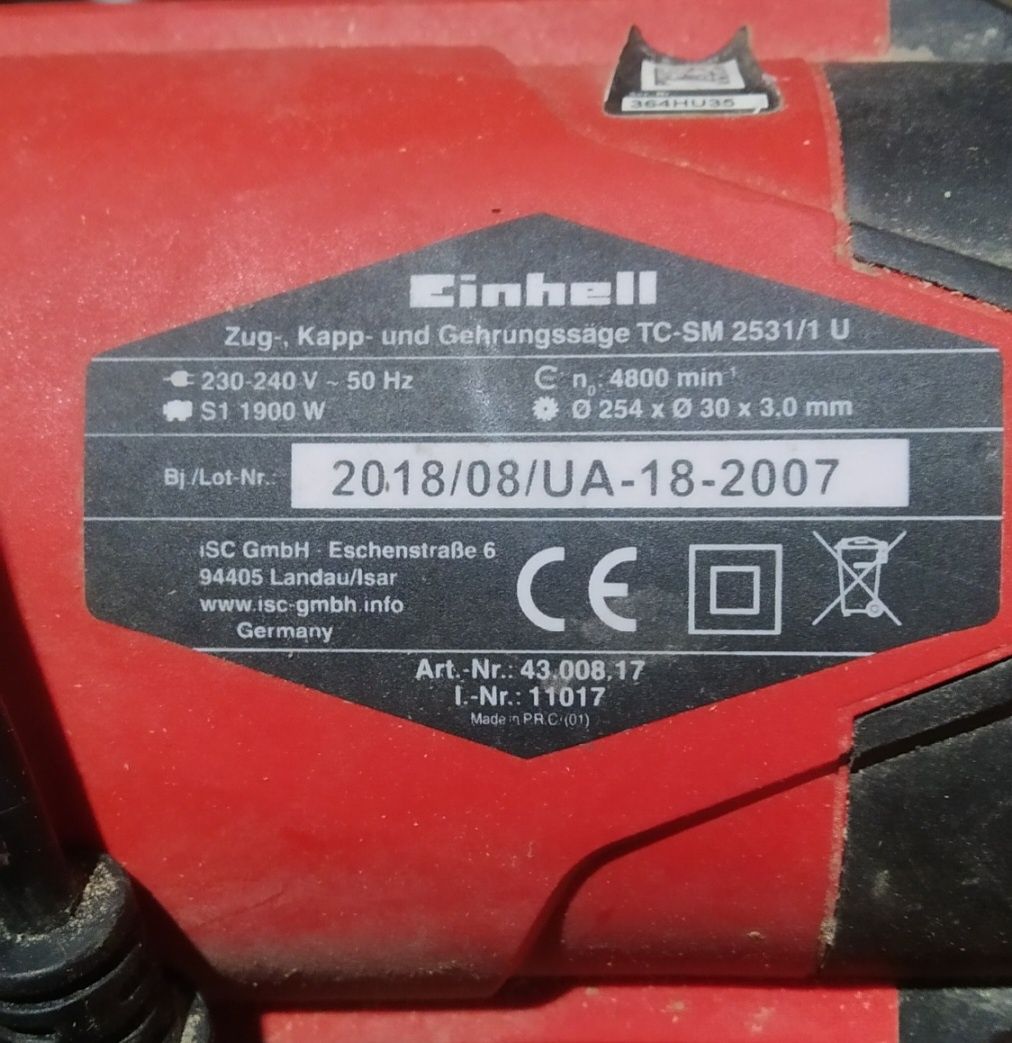 364HU35
Einhell
Zug-, Kapp- und Gehrungssäge TC-SM 2531/1 U
230-240 V ~ 50 Hz
n₀: 4800 min⁻¹
S1 1900 W
Ø 254 x Ø 30 x 3.0 mm
Bj./Lot-Nr.:
2018/08/UA-18-2007
iSC GmbH · Eschenstraße 6
94405 Landau/Isar
www.isc-gmbh.info
Germany
CE
Art.-Nr.: 43.008.17
I.-Nr.: 11017
Made in P.R.C. (01)